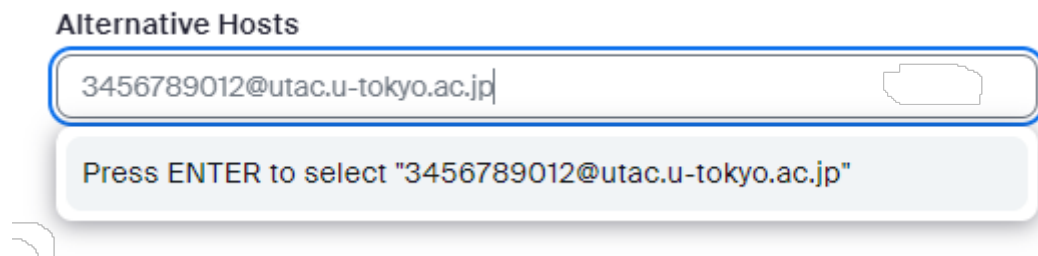 Alternative Hosts
3456789012@utac.u-tokyo.ac.jp
Press ENTER to select "3456789012@utac.u-tokyo.ac.jp"